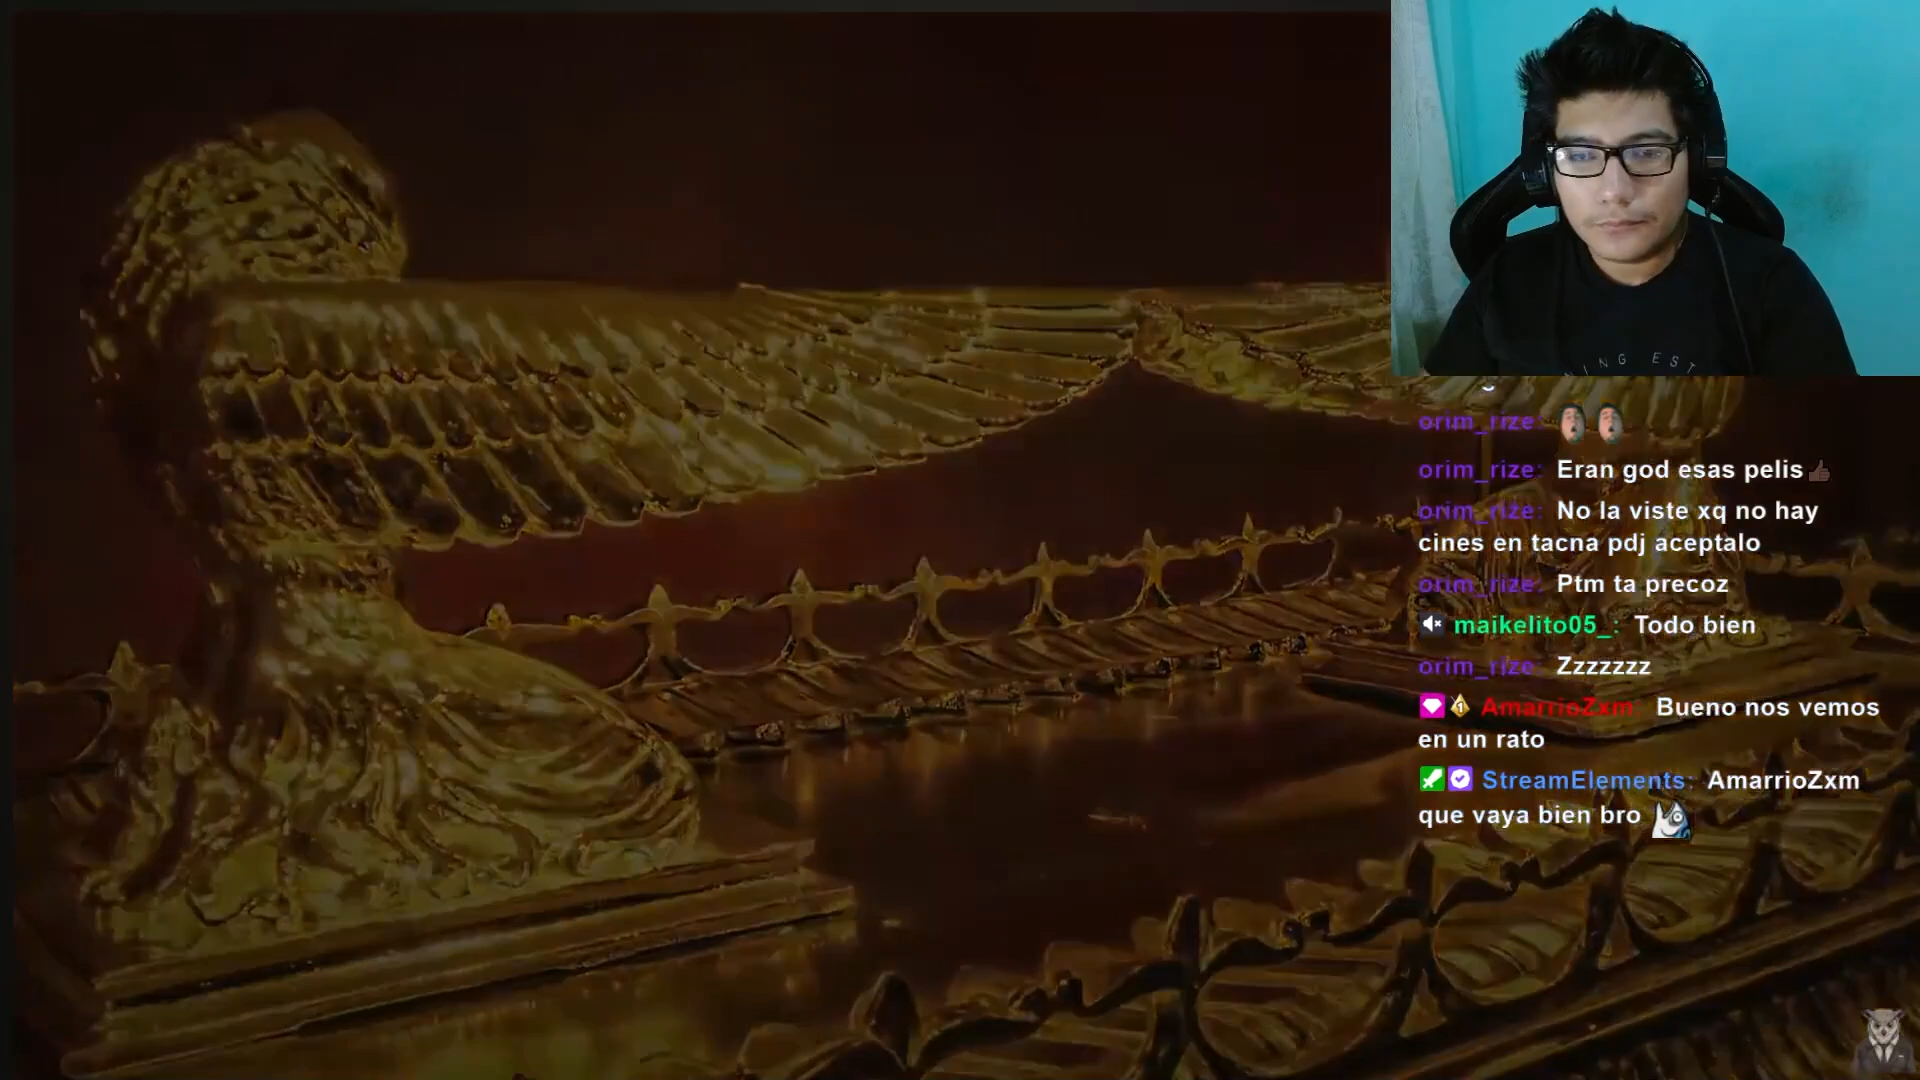 NING EST
orim_rize:
orim_rize: Eran god esas pelis
orim_rize: No la viste xq no hay
cines en tacna pdj aceptalo
orim_rize: Ptm ta precoz
maikelito05_: Todo bien
orim_rize: Zzzzzzz
AmarrioZxm: Bueno nos vemos
en un rato
StreamElements: AmarrioZxm
que vaya bien bro